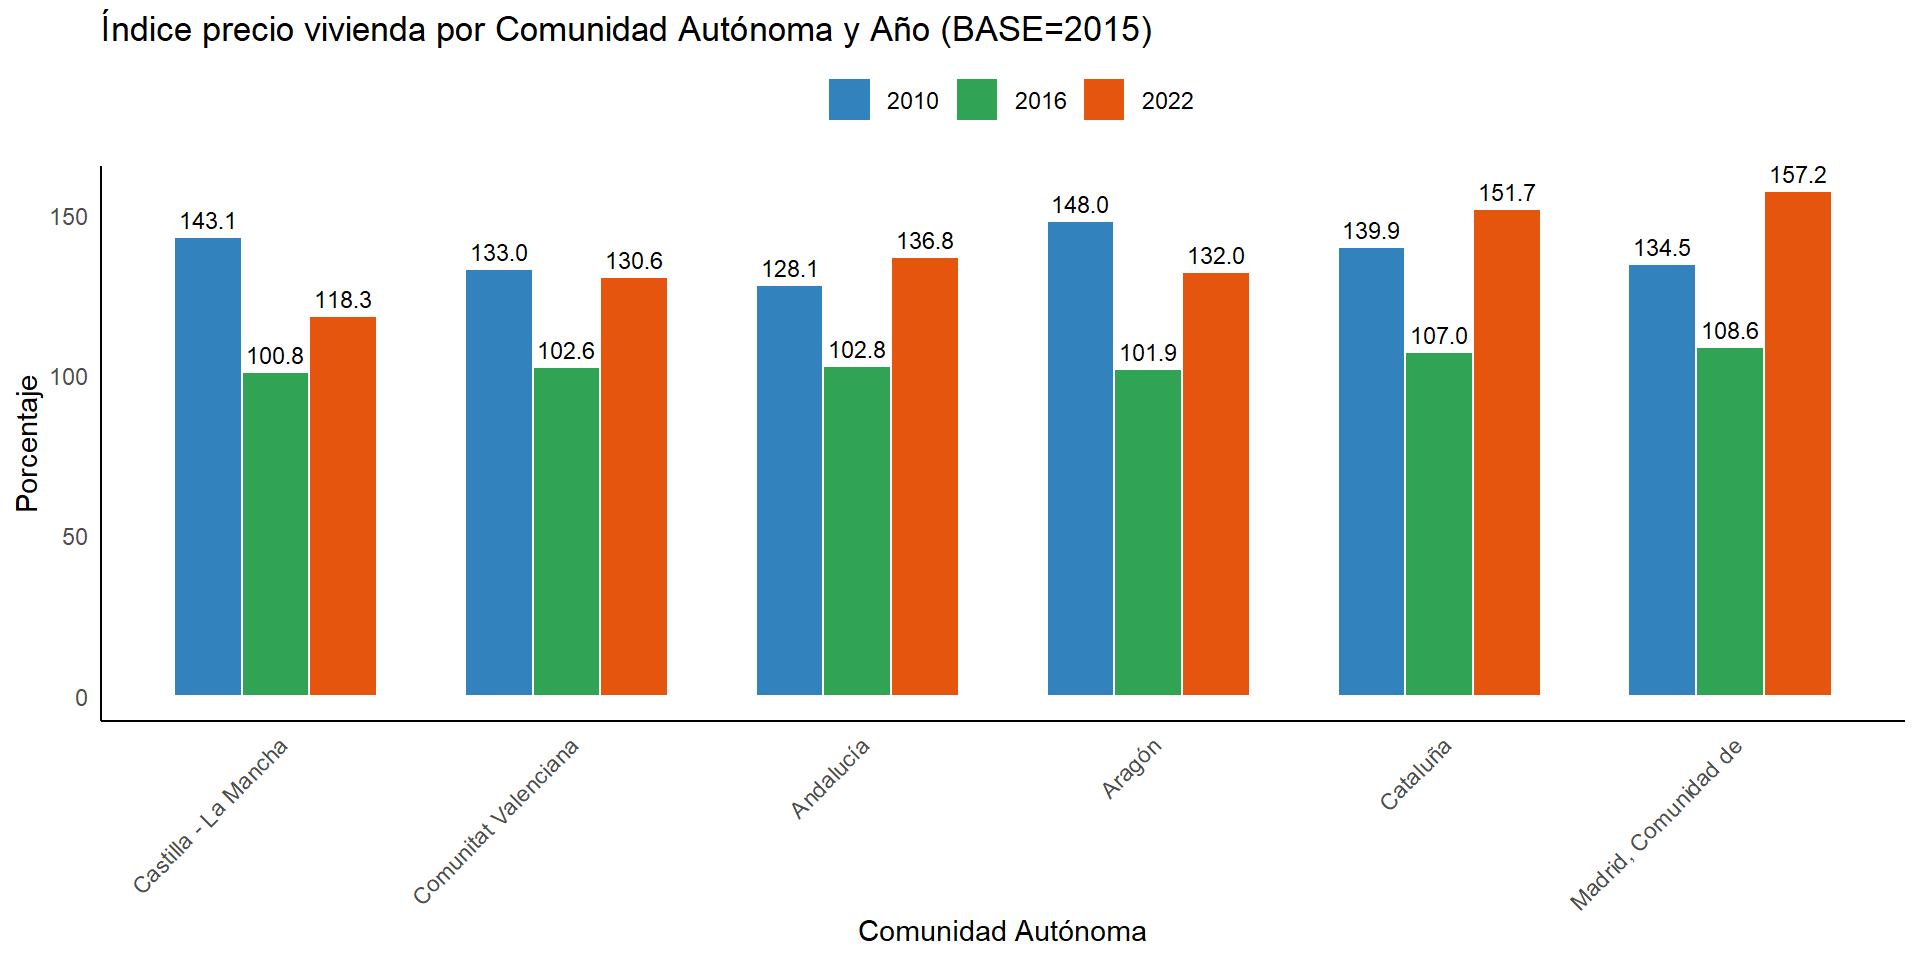 Índice precio vivienda por Comunidad Autónoma y Año (BASE=2015)
2010 2016 2022
Porcentaje
150
100
50
0
143.1 100.8 118.3
133.0 102.6 130.6
128.1 102.8 136.8
148.0 101.9 132.0
139.9 107.0 151.7
134.5 108.6 157.2
Castilla - La Mancha
Comunitat Valenciana
Andalucía
Aragón
Cataluña
Madrid, Comunidad de
Comunidad Autónoma